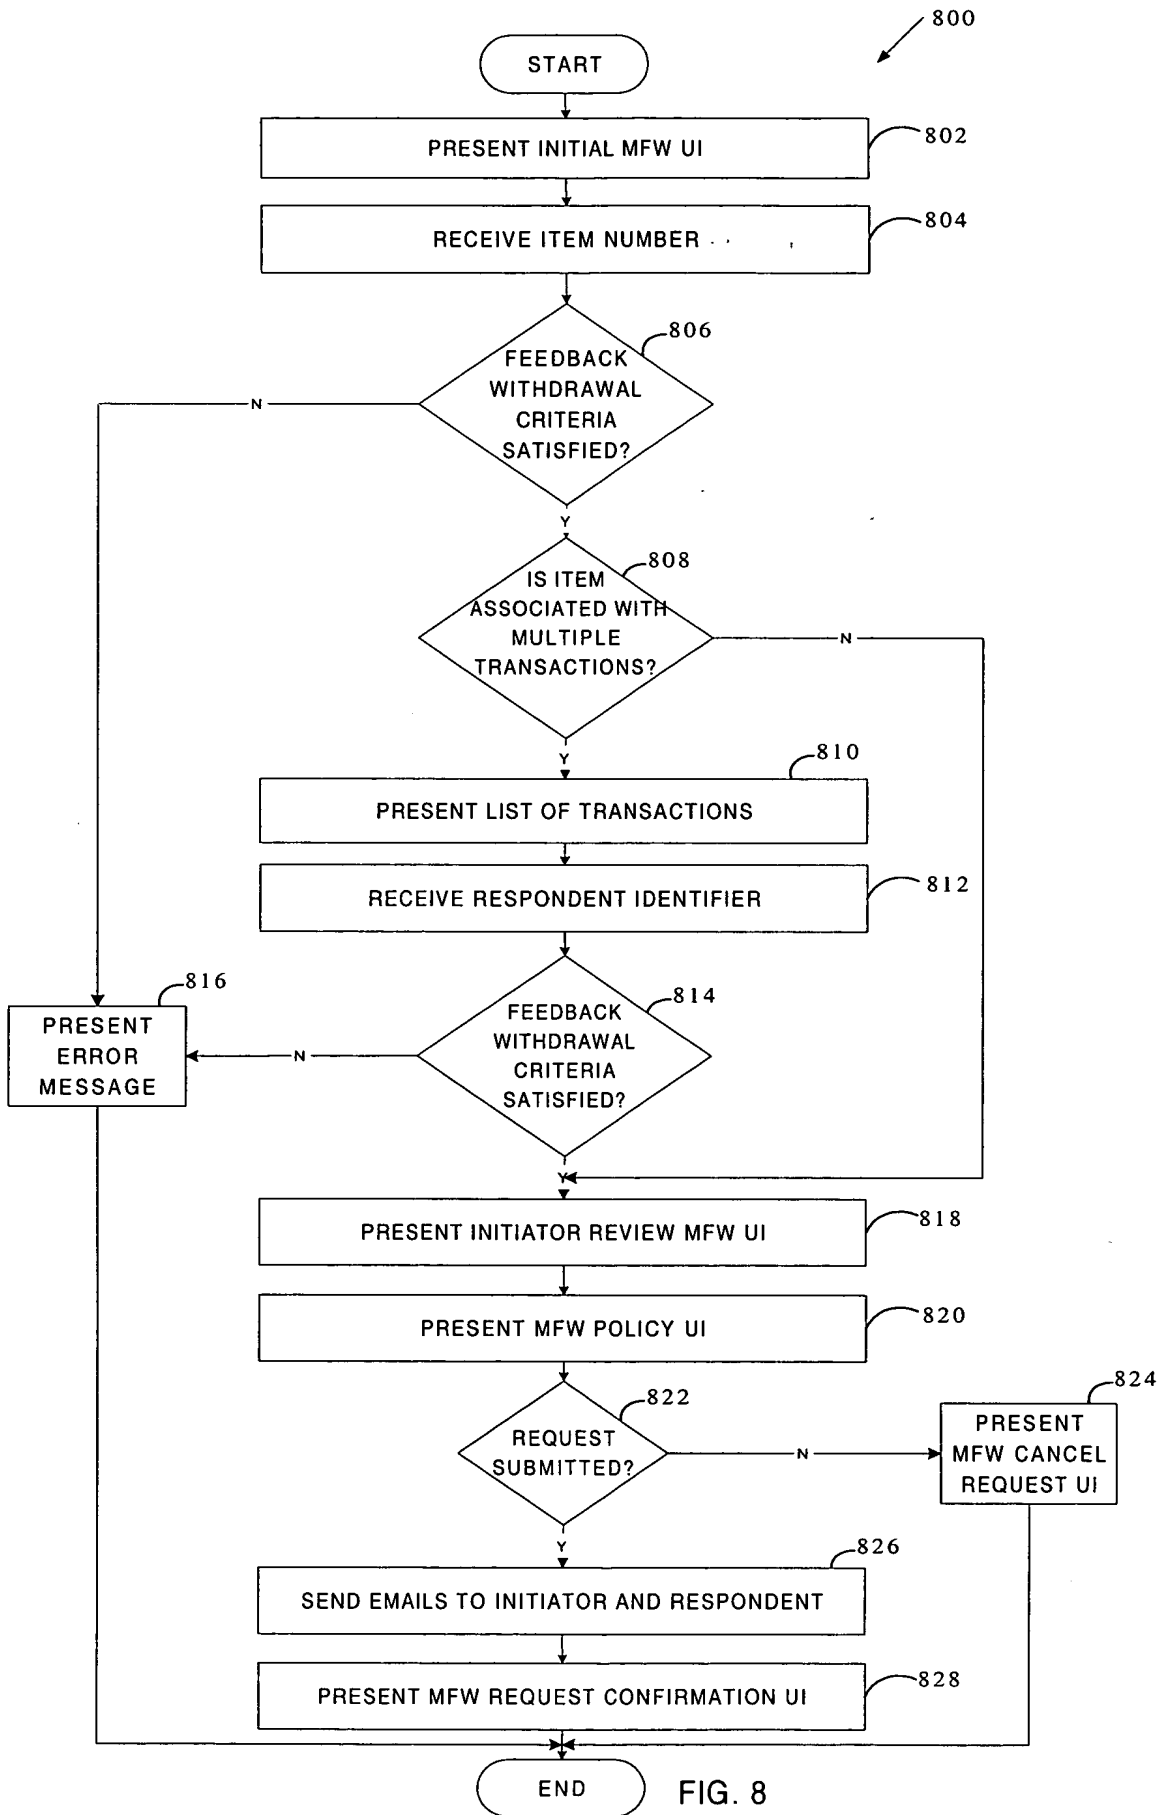 800
START
PRESENT INITIAL MFW UI
802
RECEIVE ITEM NUMBER
804
806
FEEDBACK
WITHDRAWAL
CRITERIA
SATISFIED?
N
Y
808
IS ITEM
ASSOCIATED WITH
MULTIPLE
TRANSACTIONS?
N
Y
810
PRESENT LIST OF TRANSACTIONS
RECEIVE RESPONDENT IDENTIFIER
812
816
PRESENT
ERROR
MESSAGE
814
FEEDBACK
WITHDRAWAL
CRITERIA
SATISFIED?
N
Y
PRESENT INITIATOR REVIEW MFW UI
818
PRESENT MFW POLICY UI
820
822
REQUEST
SUBMITTED?
N
824
PRESENT
MFW CANCEL
REQUEST UI
Y
826
SEND EMAILS TO INITIATOR AND RESPONDENT
PRESENT MFW REQUEST CONFIRMATION UI
828
END
FIG. 8